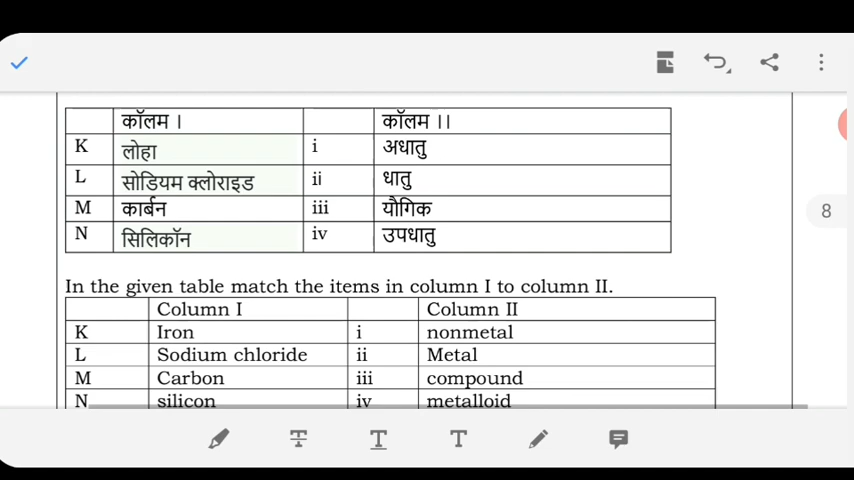 कॉलम । कॉलम ।।
K लोहा i अधातु
L सोडियम क्लोराइड ii धातु
M कार्बन iii यौगिक
N सिलिकॉन iv उपधातु
8
In the given table match the items in column I to column II.
Column I Column II
K Iron i nonmetal
L Sodium chloride ii Metal
M Carbon iii compound
N silicon iv metalloid